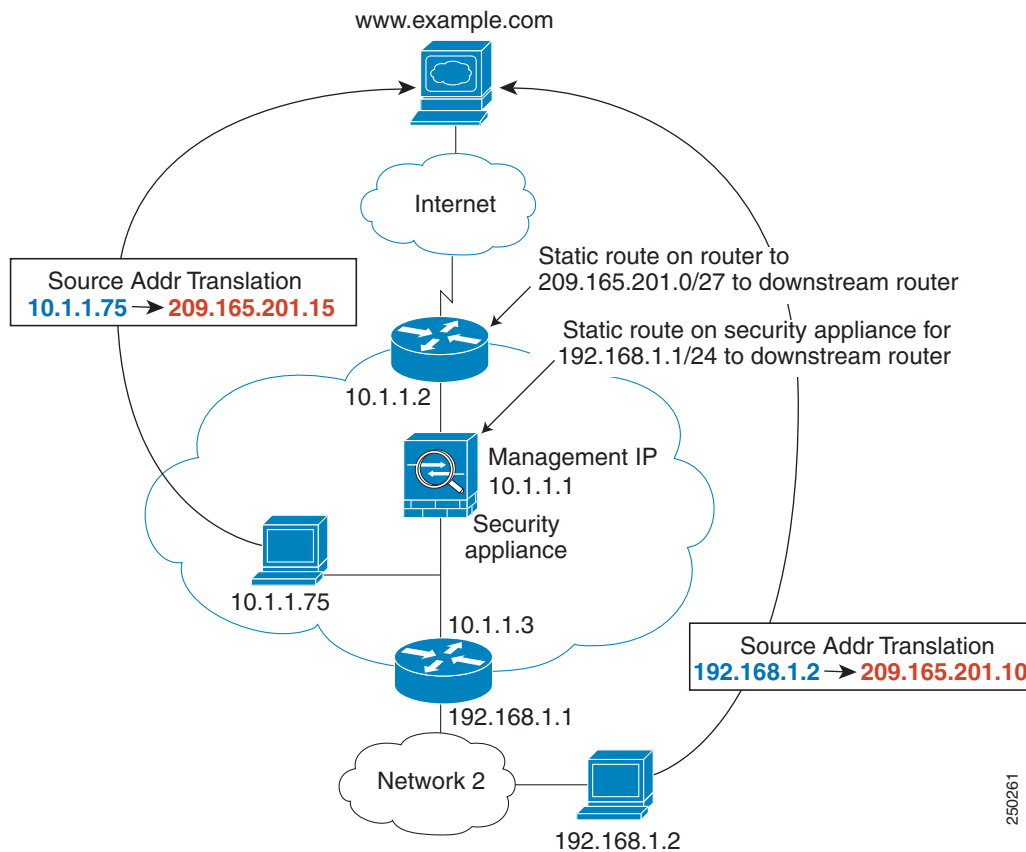 www.example.com
Internet
Static route on router to
209.165.201.0/27 to downstream router
Source Addr Translation
10.1.1.75 209.165.201.15
Static route on security appliance for
192.168.1.1/24 to downstream router
10.1.1.2
Management IP
10.1.1.1
Security
appliance
10.1.1.75
10.1.1.3
Source Addr Translation
192.168.1.2 209.165.201.10
192.168.1.1
Network 2
192.168.1.2
250261